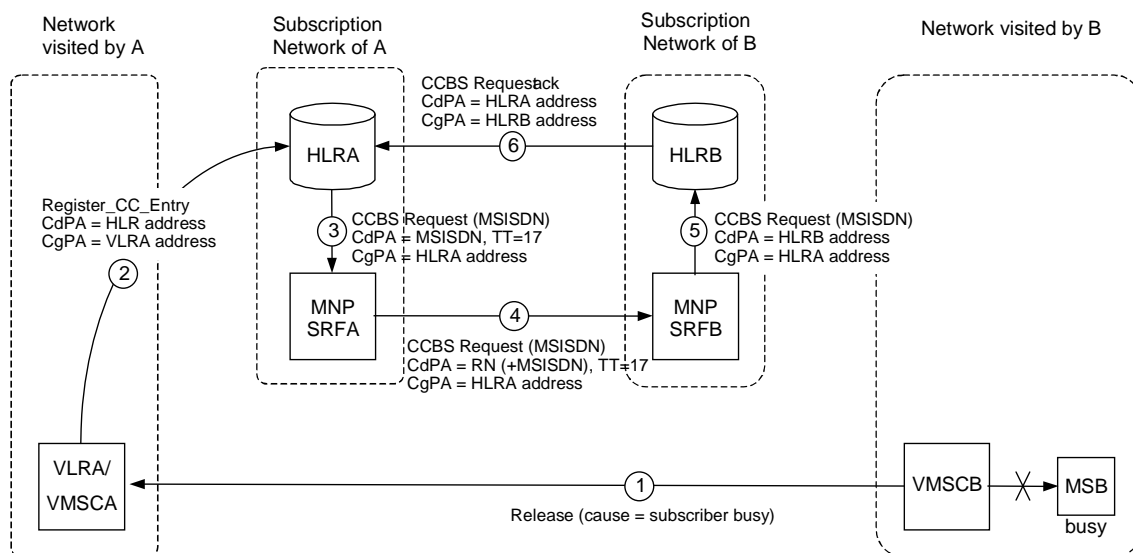 Network
visited by A
Subscription
Network of A
Subscription
Network of B
Network visited by B
CCBS Requestack
CdPA = HLRA address
CgPA = HLRB address
6
HLRA
HLRB
Register_CC_Entry
CdPA = HLR address
CgPA = VLRA address
2
3
CCBS Request (MSISDN)
CdPA = MSISDN, TT=17
CgPA = HLRA address
5
CCBS Request (MSISDN)
CdPA = HLRB address
CgPA = HLRA address
MNP
SRFA
4
MNP
SRFB
CCBS Request (MSISDN)
CdPA = RN (+MSISDN), TT=17
CgPA = HLRA address
VLRA/
VMSCA
1
Release (cause = subscriber busy)
VMSCB
MSB
busy